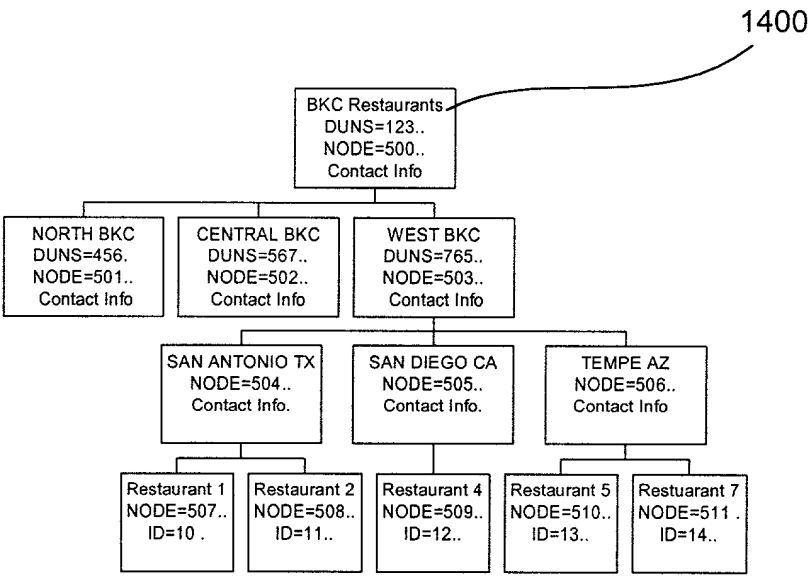 1400
BKC Restaurants
DUNS=123..
NODE=500..
Contact Info
NORTH BKC
DUNS=456.
NODE=501..
Contact Info
CENTRAL BKC
DUNS=567..
NODE=502..
Contact Info
WEST BKC
DUNS=765..
NODE=503..
Contact Info
SAN ANTONIO TX
NODE=504..
Contact Info.
SAN DIEGO CA
NODE=505..
Contact Info.
TEMPE AZ
NODE=506..
Contact Info
Restaurant 1
NODE=507..
ID=10 .
Restaurant 2
NODE=508..
ID=11..
Restaurant 4
NODE=509..
ID=12..
Restaurant 5
NODE=510..
ID=13..
Restuarant 7
NODE=511 .
ID=14..